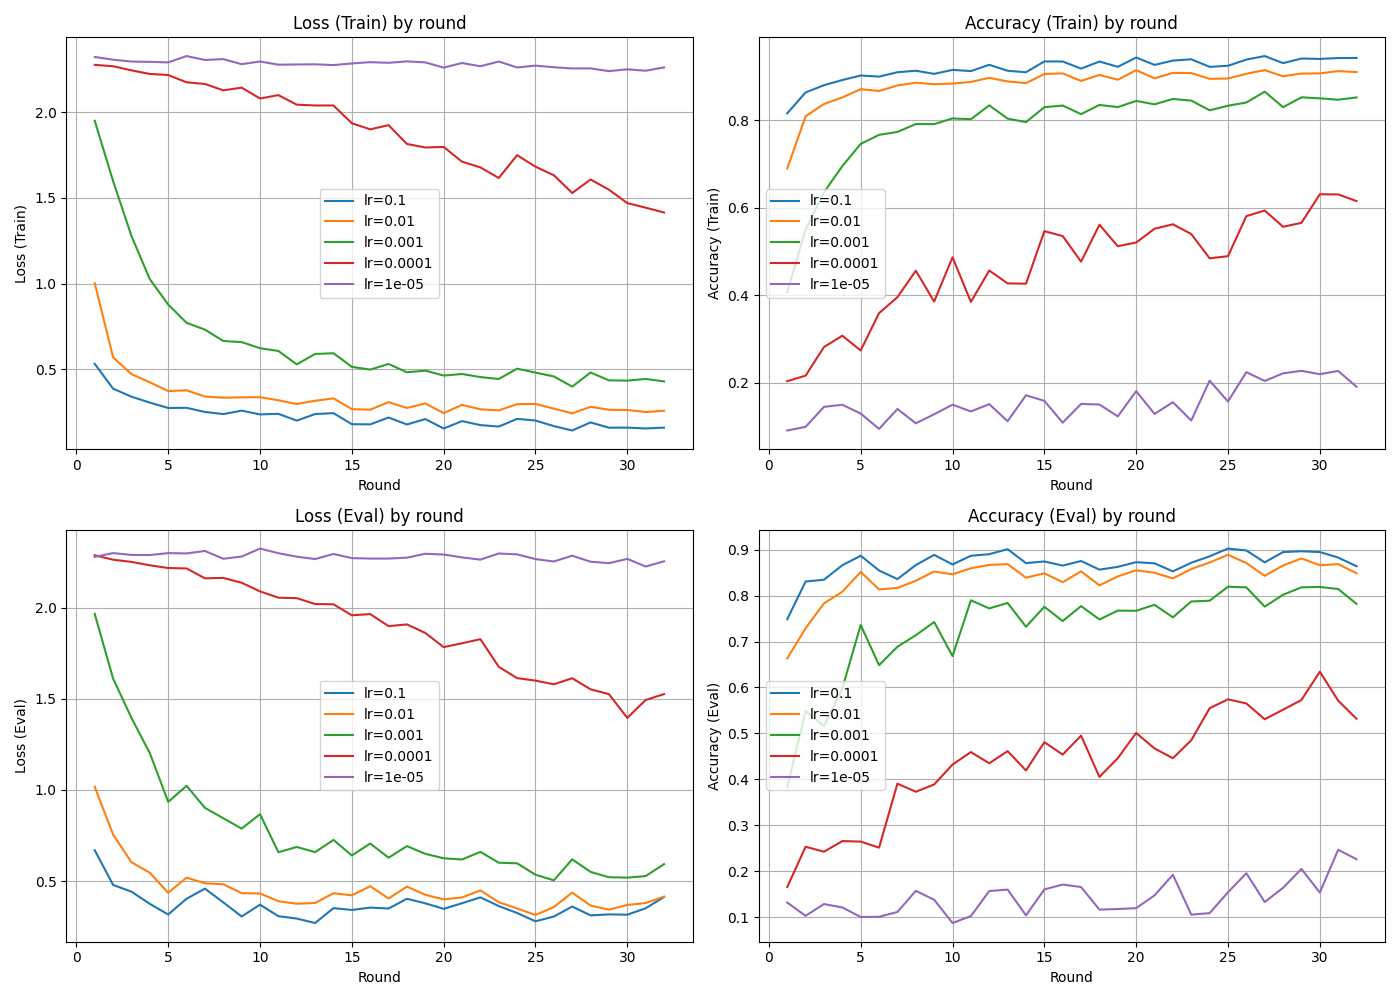 Loss (Train) by round
Loss (Train)
2.0
1.5
1.0
0.5
lr=0.1
lr=0.01
lr=0.001
lr=0.0001
lr=1e-05
0 5 10 15 20 25 30
Round
Accuracy (Train) by round
Accuracy (Train)
0.8
0.6
0.4
0.2
lr=0.1
lr=0.01
lr=0.001
lr=0.0001
lr=1e-05
0 5 10 15 20 25 30
Round
Loss (Eval) by round
Loss (Eval)
2.0
1.5
1.0
0.5
lr=0.1
lr=0.01
lr=0.001
lr=0.0001
lr=1e-05
0 5 10 15 20 25 30
Round
Accuracy (Eval) by round
Accuracy (Eval)
0.9
0.8
0.7
0.6
0.5
0.4
0.3
0.2
0.1
lr=0.1
lr=0.01
lr=0.001
lr=0.0001
lr=1e-05
0 5 10 15 20 25 30
Round